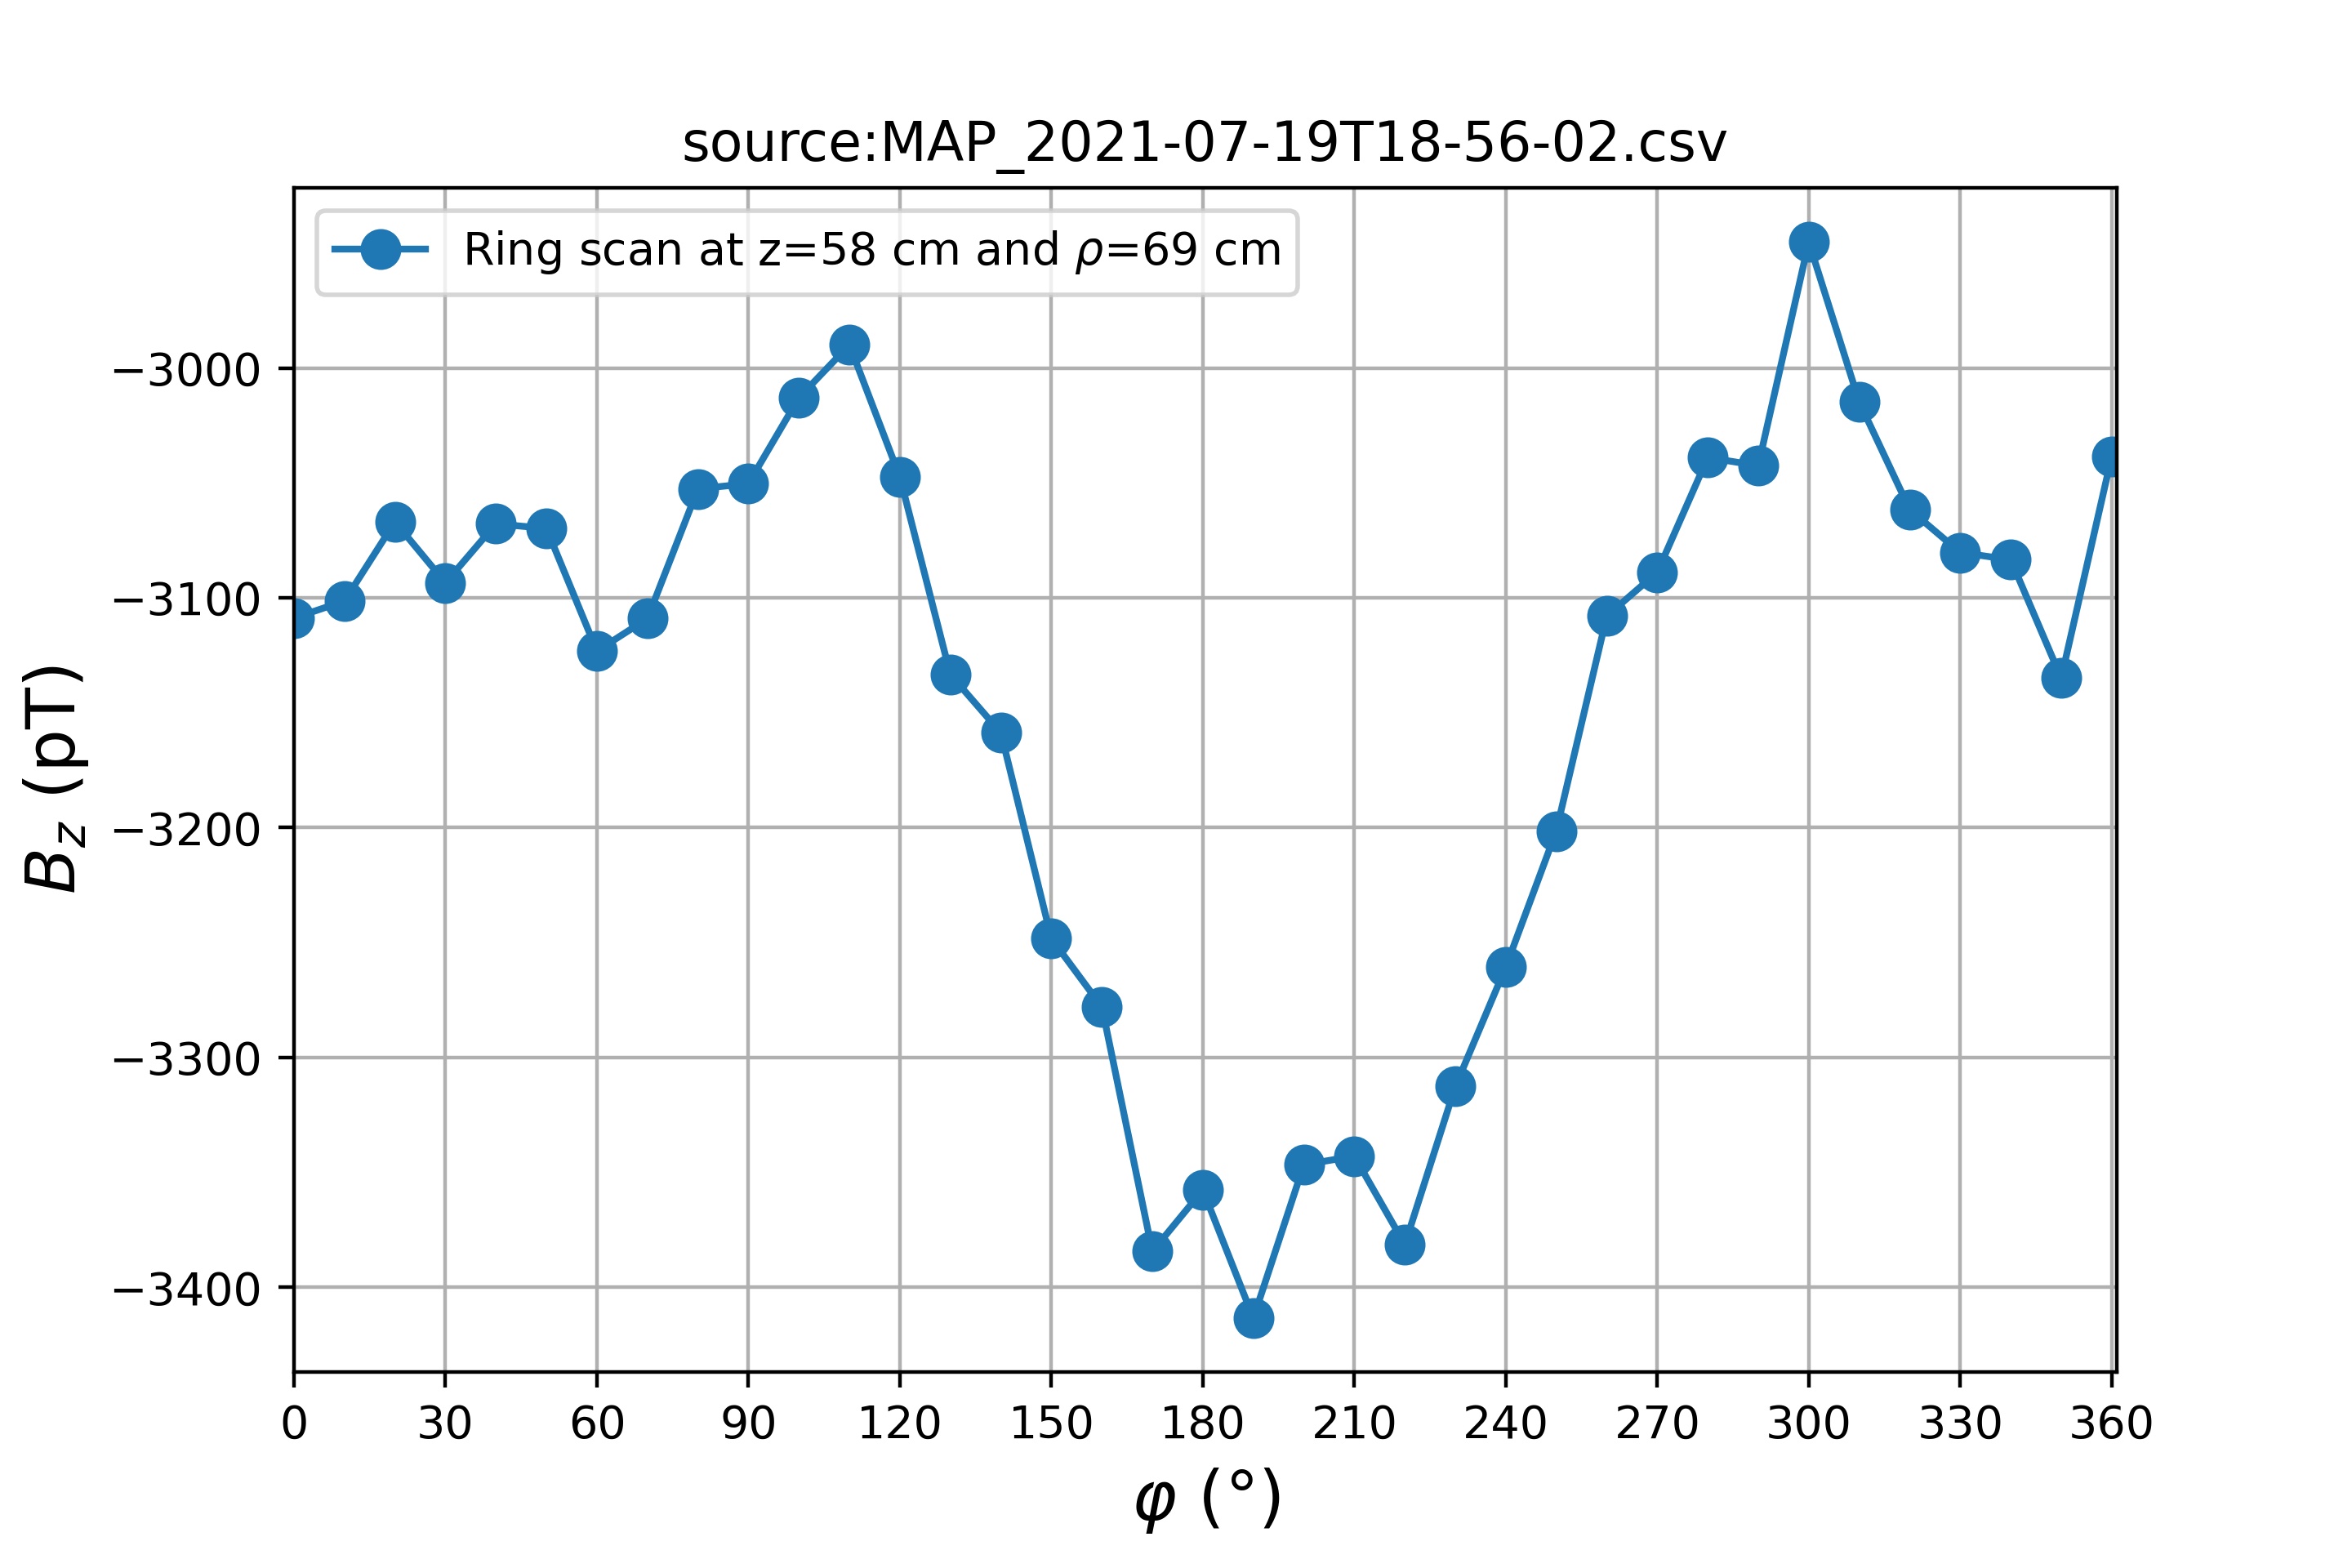 source:MAP_2021-07-19T18-56-02.csv
Ring scan at z=58 cm and ρ=69 cm
−3000
−3100
−3200
−3300
−3400
B_z (pT)
0 30 60 90 120 150 180 210 240 270 300 330 360
φ (°)